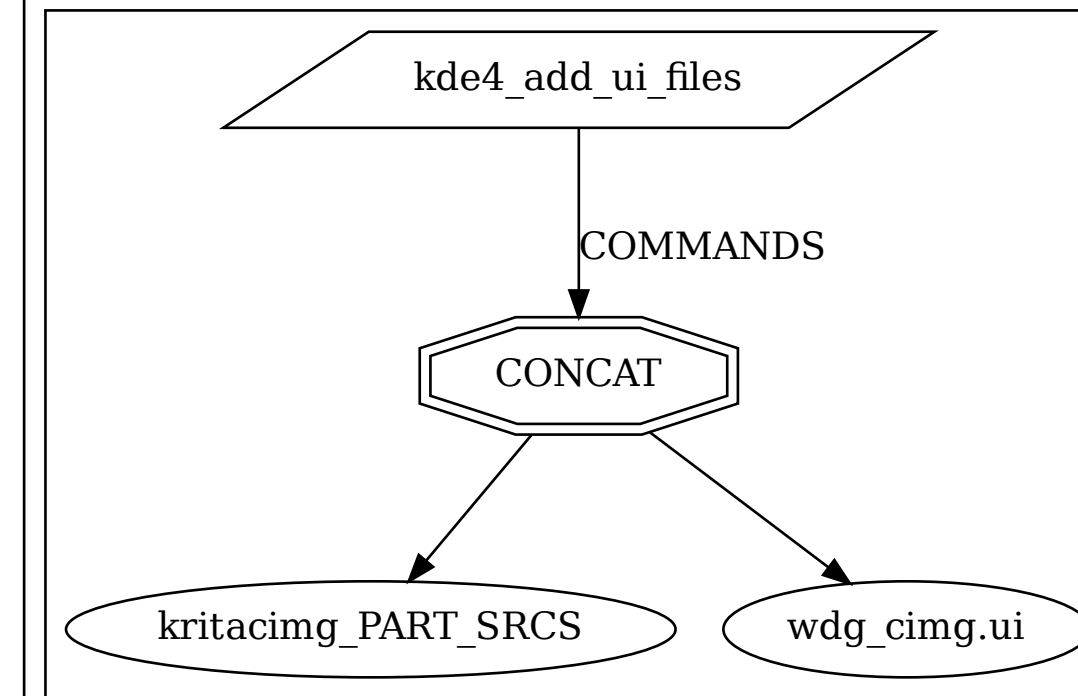 kde4_add_ui_files
COMMANDS
CONCAT
kritacimg_PART_SRCS
wdg_cimg.ui